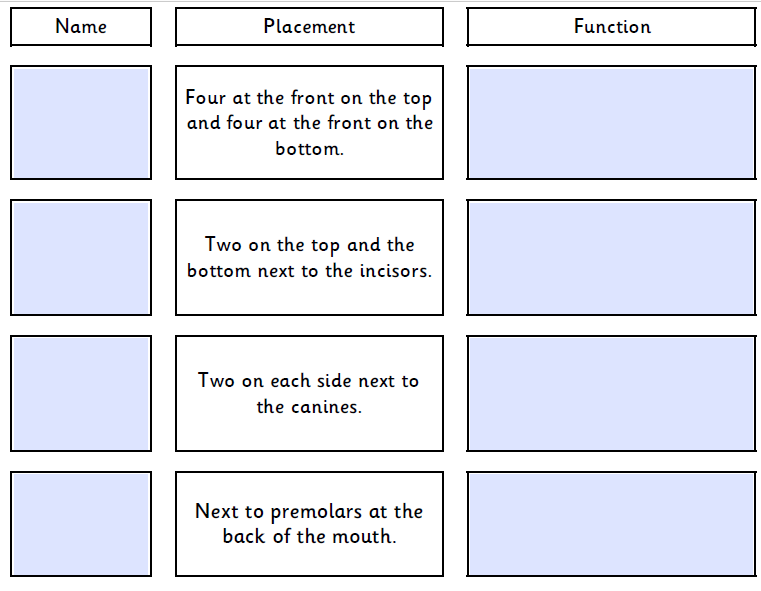 Name
Placement
Function
Four at the front on the top
and four at the front on the
bottom.
Two on the top and the
bottom next to the incisors.
Two on each side next to
the canines.
Next to premolars at the
back of the mouth.